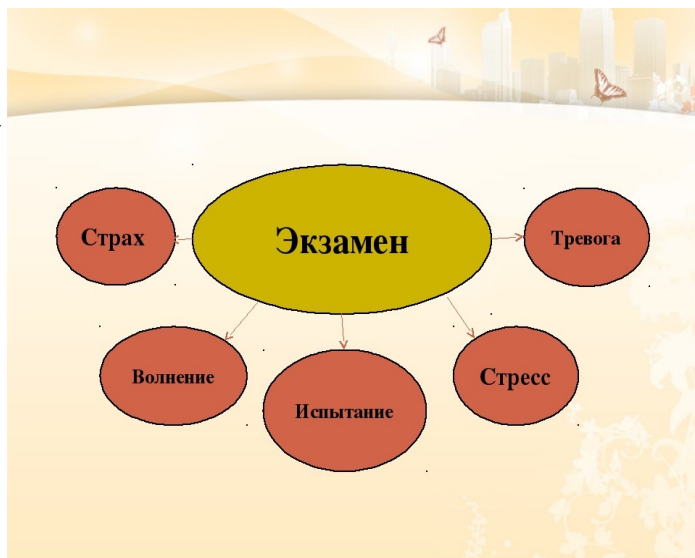 Экзамен
Страх
Тревога
Волнение
Стресс
Испытание